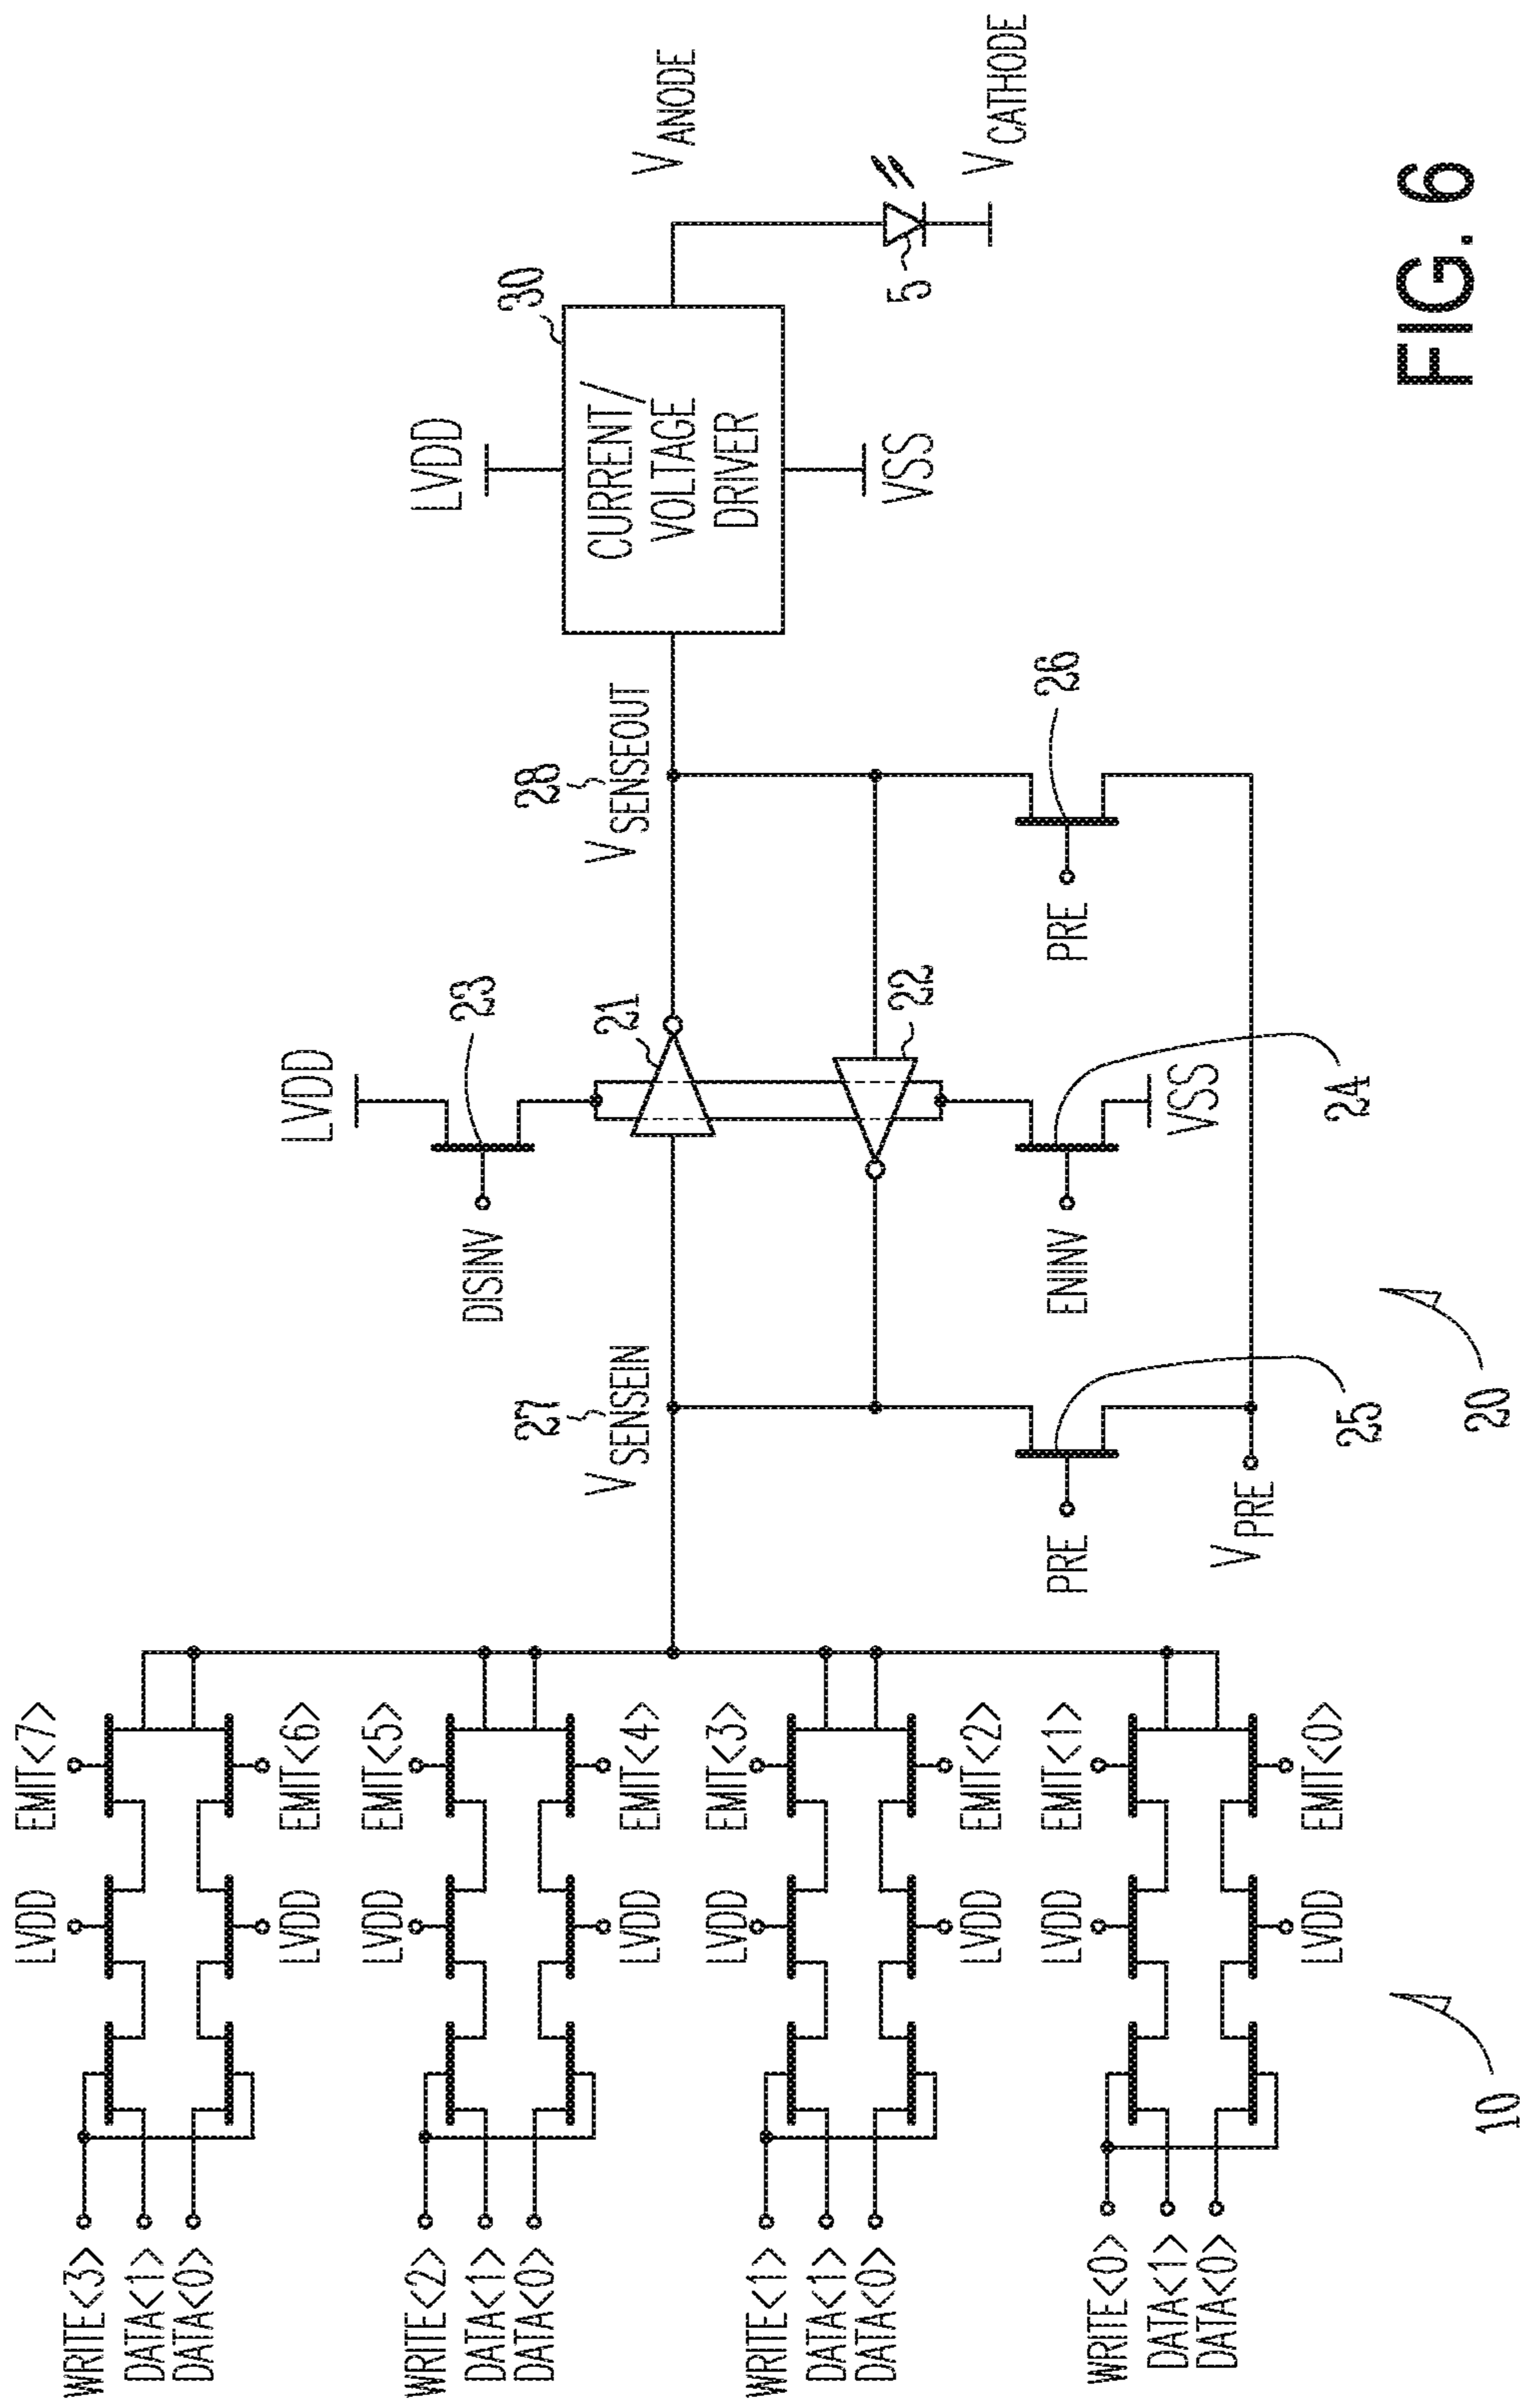 WRITE<3>
DATA<1>
DATA<0>
LVDD
EMIT<7>
LVDD
EMIT<6>
WRITE<2>
DATA<1>
DATA<0>
LVDD
EMIT<5>
LVDD
EMIT<4>
WRITE<1>
DATA<1>
DATA<0>
LVDD
EMIT<3>
LVDD
EMIT<2>
WRITE<0>
DATA<1>
DATA<0>
LVDD
EMIT<1>
LVDD
EMIT<0>
10
27
VSENSEIN
PRE
25
VPRE
20
LVDD
DISINV
23
21
22
ENINV
VSS
24
28
VSENSEOUT
PRE
26
LVDD
30
CURRENT/
VOLTAGE
DRIVER
VSS
VANODE
5
VCATHODE
FIG. 6